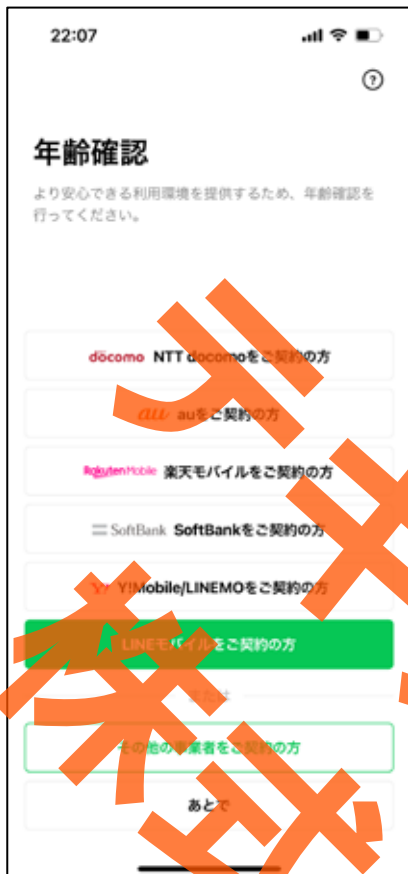 22:07
年齢確認
より安心できる利用環境を提供するため、年齢確認を
行ってください。
döcomo NTT docomoをご契約の方
au auをご契約の方
Rakuten Mobile 楽天モバイルをご契約の方
SoftBank SoftBankをご契約の方
Y! Y!Mobile/LINEMOをご契約の方
LINEモバイルをご契約の方
または
その他の事業者をご契約の方
あとで
株式